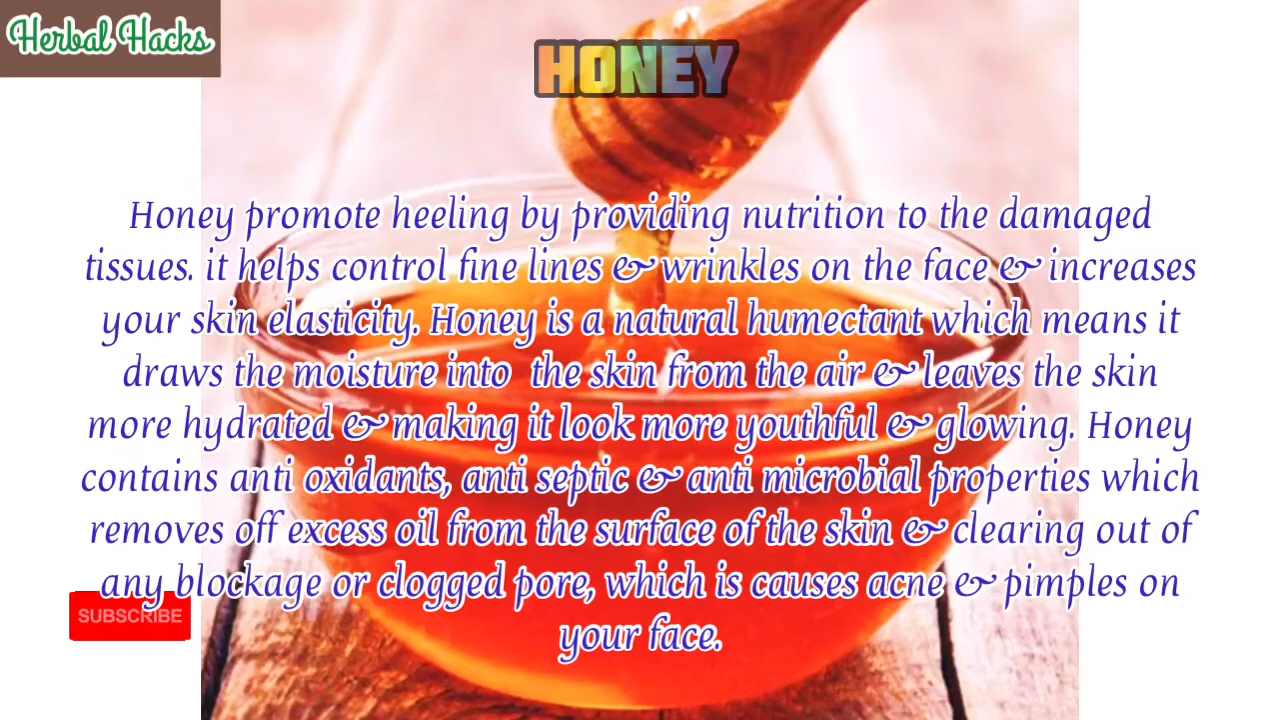 Herbal Hacks
HONEY
Honey promote heeling by providing nutrition to the damaged
tissues. it helps control fine lines & wrinkles on the face & increases
your skin elasticity. Honey is a natural humectant which means it
draws the moisture into the skin from the air & leaves the skin
more hydrated & making it look more youthful & glowing. Honey
contains anti oxidants, anti septic & anti microbial properties which
removes off excess oil from the surface of the skin & clearing out of
any blockage or clogged pore, which is causes acne & pimples on
your face.
SUBSCRIBE